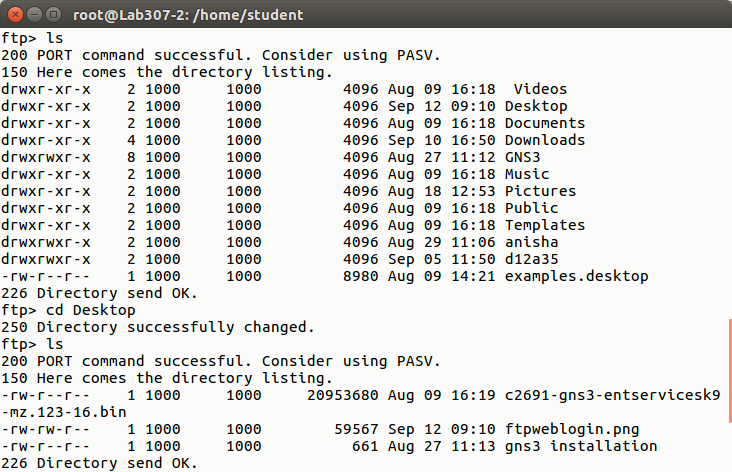 root@Lab307-2: /home/student
ftp> ls
200 PORT command successful. Consider using PASV.
150 Here comes the directory listing.
drwxr-xr-x    2 1000     1000         4096 Aug 09 16:18  Videos
drwxr-xr-x    2 1000     1000         4096 Sep 12 09:10 Desktop
drwxr-xr-x    2 1000     1000         4096 Aug 09 16:18 Documents
drwxr-xr-x    4 1000     1000         4096 Sep 10 16:50 Downloads
drwxrwxr-x    8 1000     1000         4096 Aug 27 11:12 GNS3
drwxr-xr-x    2 1000     1000         4096 Aug 09 16:18 Music
drwxr-xr-x    2 1000     1000         4096 Aug 18 12:53 Pictures
drwxr-xr-x    2 1000     1000         4096 Aug 09 16:18 Public
drwxr-xr-x    2 1000     1000         4096 Aug 09 16:18 Templates
drwxrwxr-x    2 1000     1000         4096 Aug 29 11:06 anisha
drwxrwxr-x    2 1000     1000         4096 Sep 05 11:50 d12a35
-rw-r--r--    1 1000     1000         8980 Aug 09 14:21 examples.desktop
226 Directory send OK.
ftp> cd Desktop
250 Directory successfully changed.
ftp> ls
200 PORT command successful. Consider using PASV.
150 Here comes the directory listing.
-rw-r--r--    1 1000     1000     20953680 Aug 09 16:19 c2691-gns3-entservicesk9
-mz.123-16.bin
-rw-rw-r--    1 1000     1000        59567 Sep 12 09:10 ftpweblogin.png
-rw-r--r--    1 1000     1000          661 Aug 27 11:13 gns3 installation
226 Directory send OK.